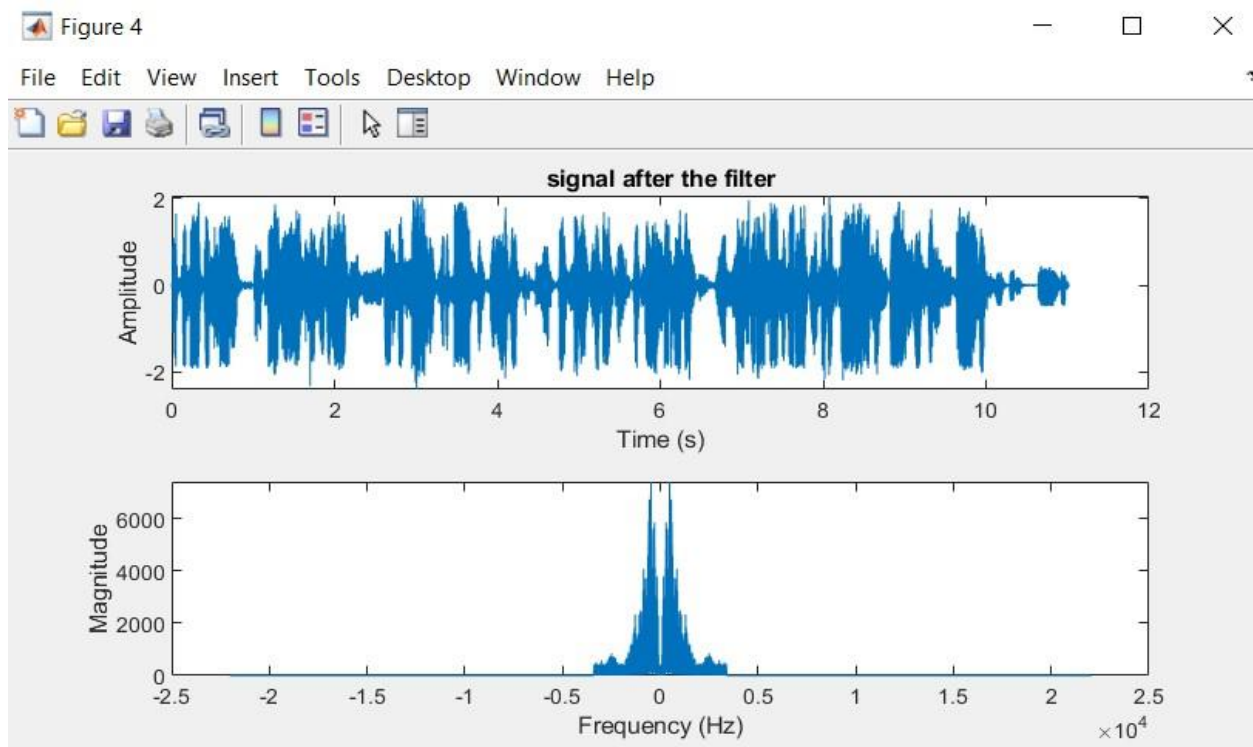 Figure 4
File Edit View Insert Tools Desktop Window Help
signal after the filter
2
0
-2
Amplitude
0 2 4 6 8 10 12
Time (s)
6000
4000
2000
0
Magnitude
-2.5 -2 -1.5 -1 -0.5 0 0.5 1 1.5 2 2.5
Frequency (Hz)
×10⁴